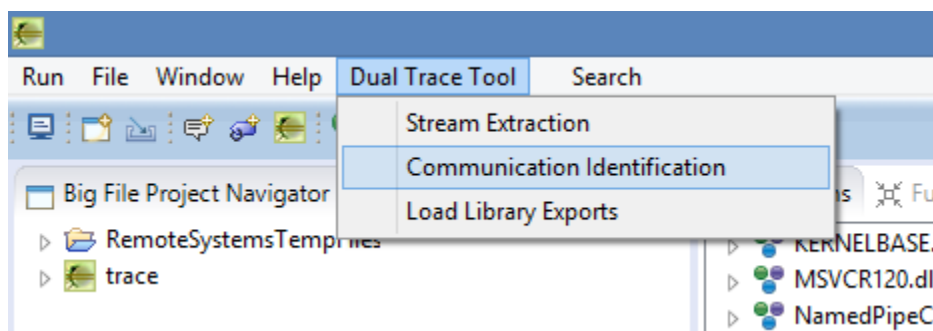 Run File Window Help Dual Trace Tool Search
Stream Extraction
Communication Identification
Load Library Exports
Big File Project Navigator
RemoteSystemsTempFiles
trace
KERNELBASE.
MSVCR120.dl
NamedPipeC